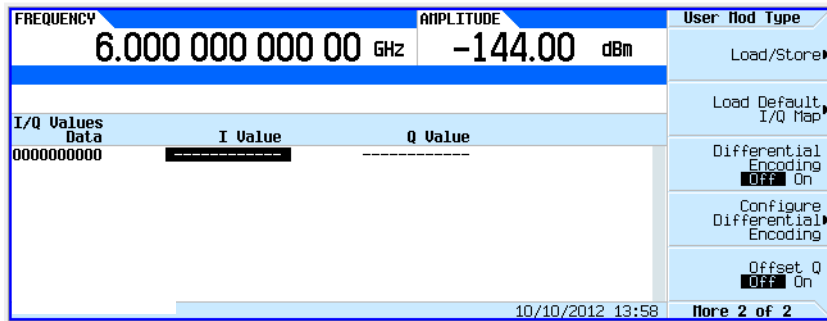 FREQUENCY
6.000 000 000 00 GHz
AMPLITUDE
-144.00 dBm
I/Q Values
Data I Value Q Value
0000000000 ------------ ------------
10/10/2012 13:58
User Mod Type
Load/Store
Load Default
I/Q Map
Differential
Encoding
Off On
Configure
Differential
Encoding
Offset Q
Off On
More 2 of 2